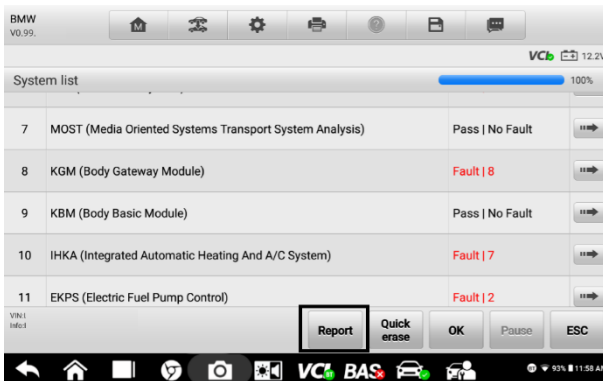 BMW
V0.99.
M
VCI 12.2V
System list 100%
7 MOST (Media Oriented Systems Transport System Analysis) Pass | No Fault
8 KGM (Body Gateway Module) Fault | 8
9 KBM (Body Basic Module) Pass | No Fault
10 IHKA (Integrated Automatic Heating And A/C System) Fault | 7
11 EKPS (Electric Fuel Pump Control) Fault | 2
VIN:
Info:
Report Quick erase OK Pause ESC
VCI BAS 93% 11:58 AM